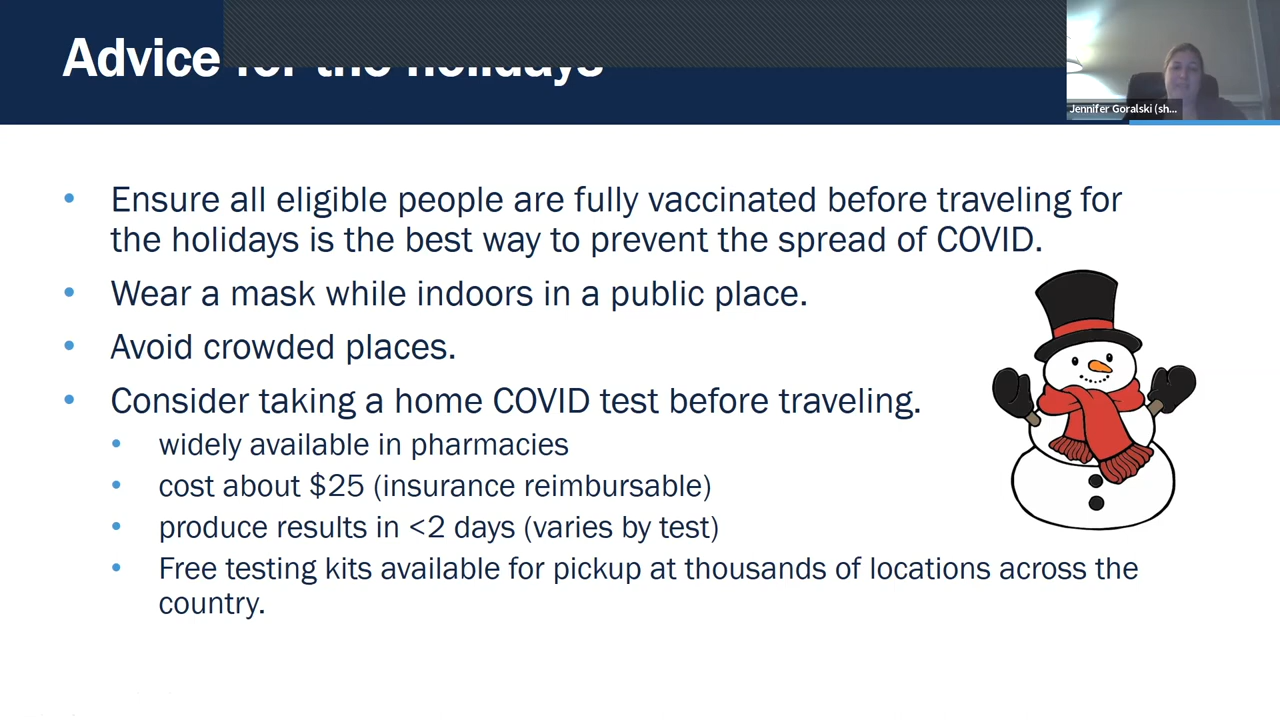 Advice for the holidays
Jennifer Goralski (sh...
• Ensure all eligible people are fully vaccinated before traveling for
the holidays is the best way to prevent the spread of COVID.
• Wear a mask while indoors in a public place.
• Avoid crowded places.
• Consider taking a home COVID test before traveling.
• widely available in pharmacies
• cost about $25 (insurance reimbursable)
• produce results in <2 days (varies by test)
• Free testing kits available for pickup at thousands of locations across the
country.